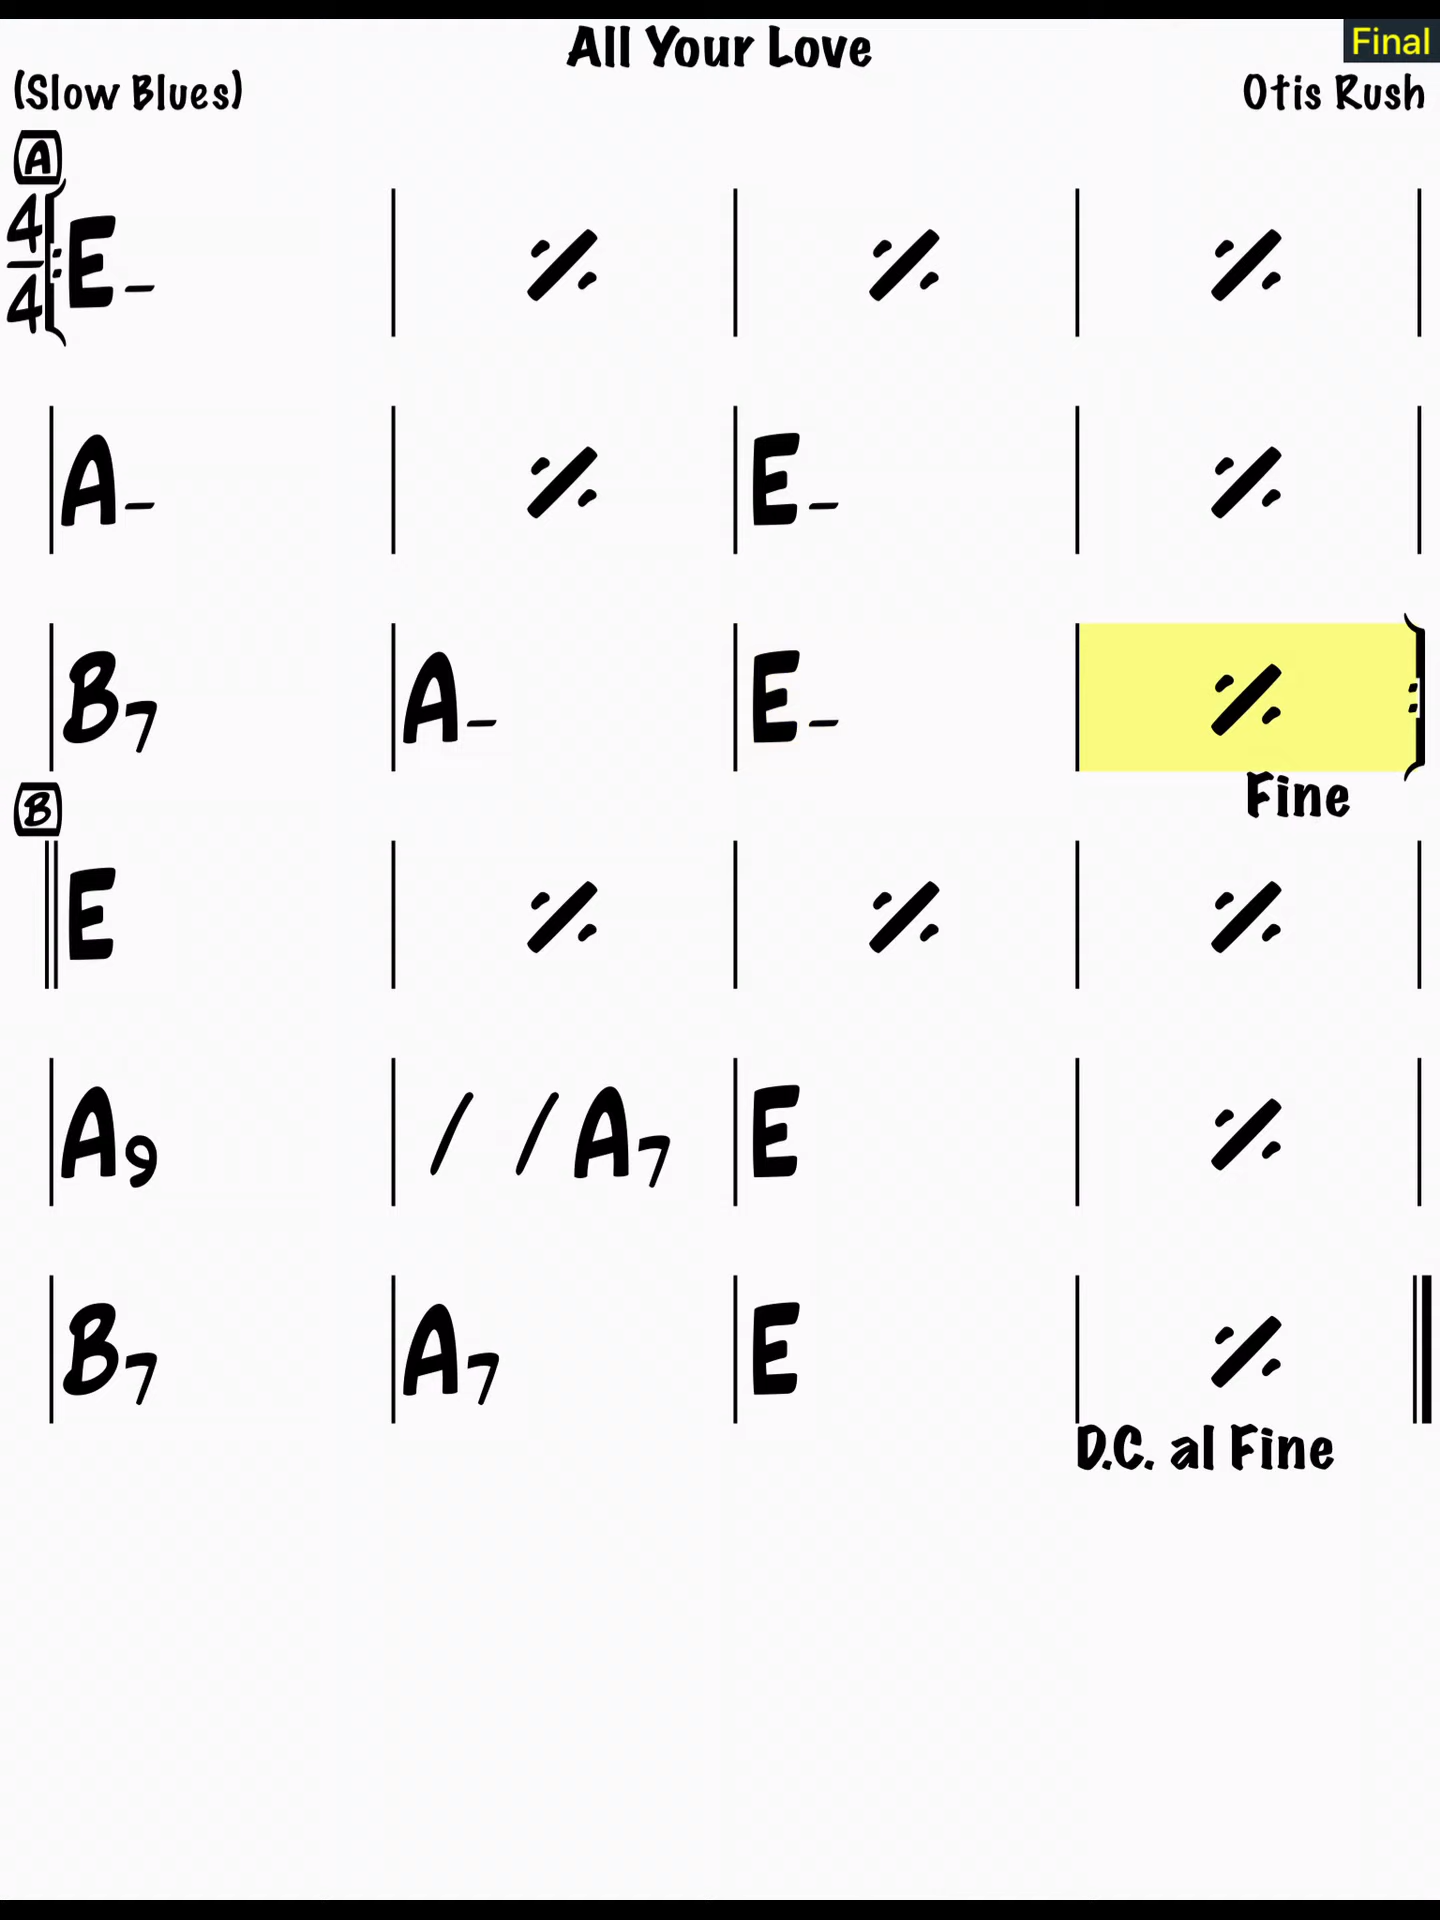 All Your Love
Final
(Slow Blues)
Otis Rush
A
4/4 E- | 𝄎 | 𝄎 | 𝄎
A- | 𝄎 | E- | 𝄎
B7 | A- | E- | 𝄎
Fine
B
E | 𝄎 | 𝄎 | 𝄎
A9 | / / A7 | E | 𝄎
B7 | A7 | E | 𝄎
D.C. al Fine